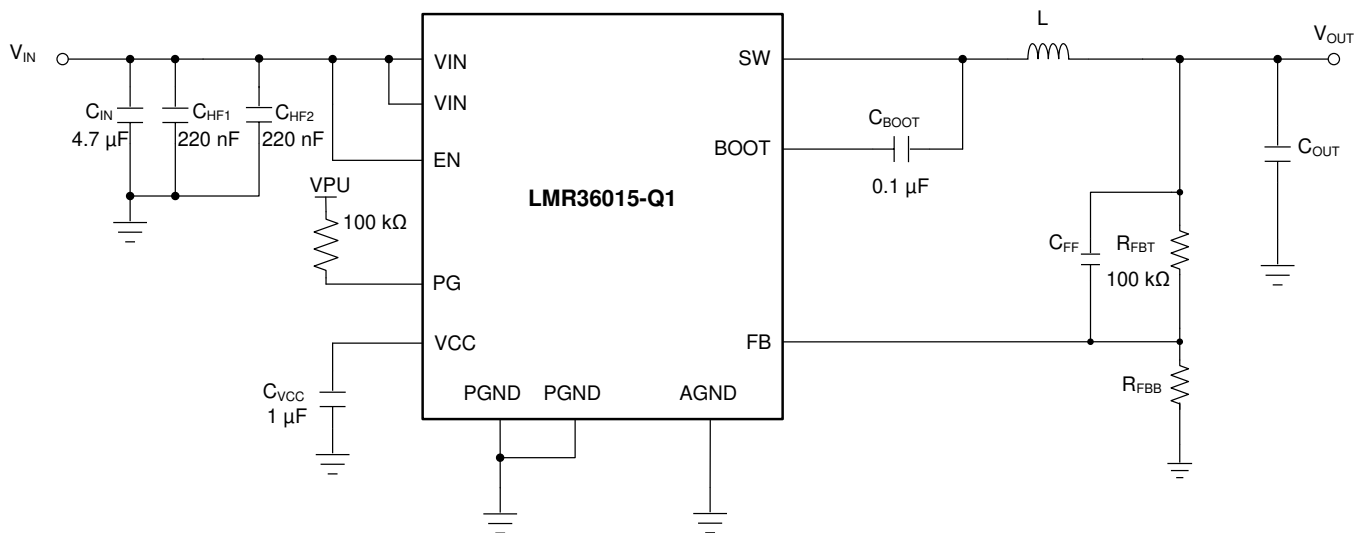 L
V_OUT
V_IN
VIN
SW
VIN
C_IN
4.7 µF
C_HF1
220 nF
C_HF2
220 nF
C_BOOT
0.1 µF
BOOT
C_OUT
EN
VPU
100 kΩ
LMR36015-Q1
C_FF
R_FBT
100 kΩ
PG
VCC
FB
C_VCC
1 µF
PGND
PGND
AGND
R_FBB